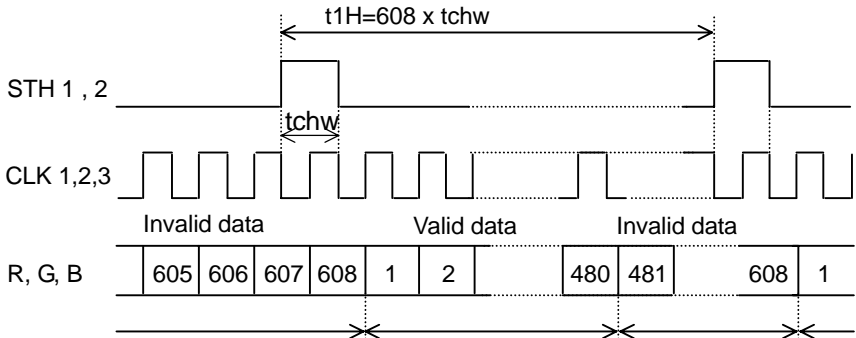 t1H=608 x tchw
STH 1 , 2
tchw
CLK 1,2,3
Invalid data Valid data Invalid data
R, G, B 605 606 607 608 1 2 480 481 608 1